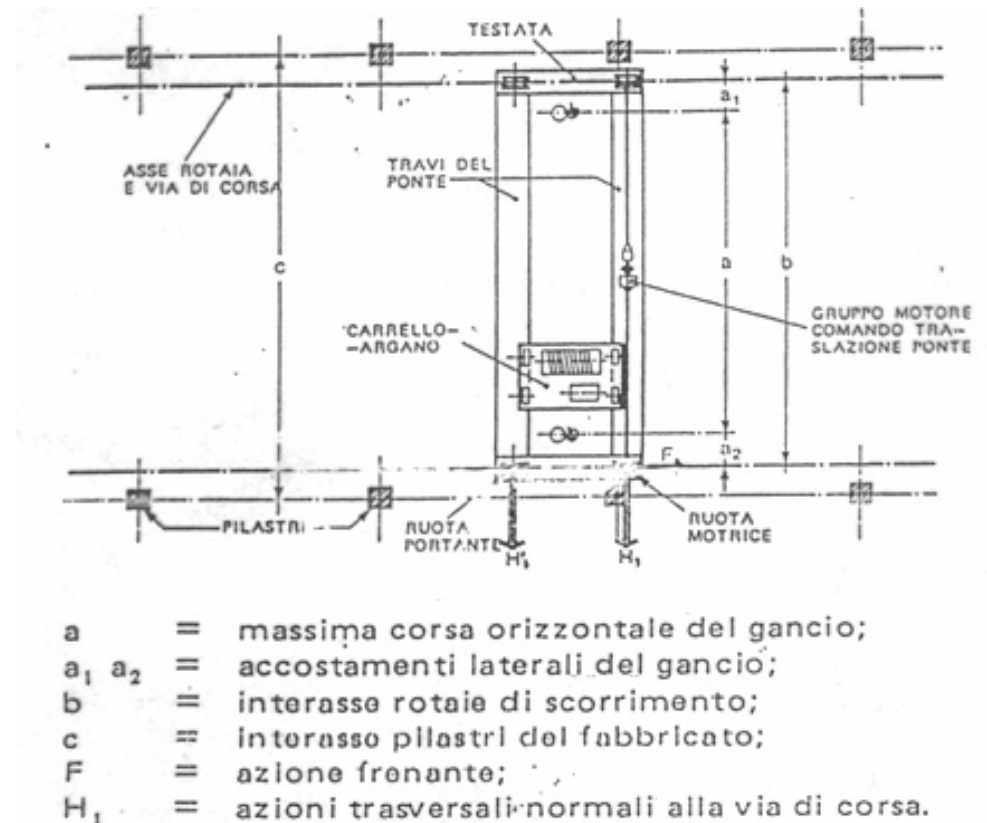 TESTATA
a₁
ASSE ROTAIA
E VIA DI CORSA
TRAVI DEL
PONTE
c
a
b
GRUPPO MOTORE
COMANDO TRA-
SLAZIONE PONTE
CARRELLO-
-ARGANO
a₂
F
PILASTRI
RUOTA
PORTANTE
RUOTA
MOTRICE
H₁
H₁
a = massima corsa orizzontale del gancio;
a₁ a₂ = accostamenti laterali del gancio;
b = interasse rotaie di scorrimento;
c = interasse pilastri del fabbricato;
F = azione frenante;
H₁ = azioni trasversali normali alla via di corsa.